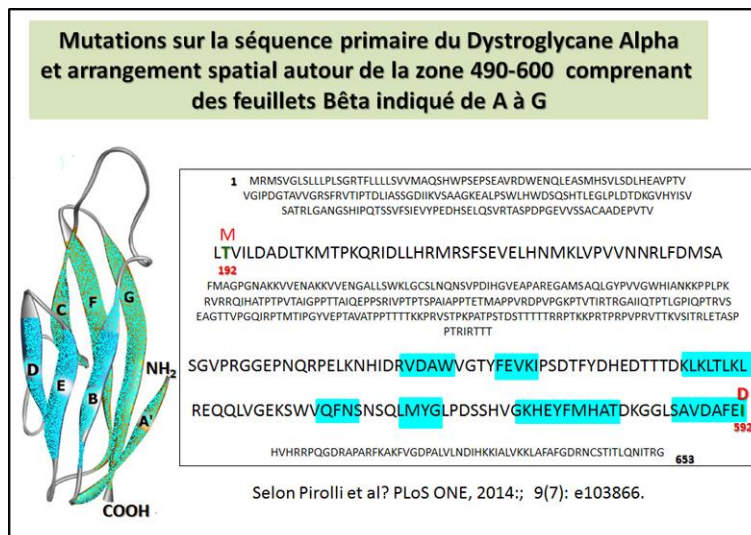 Mutations sur la séquence primaire du Dystroglycane Alpha
et arrangement spatial autour de la zone 490-600 comprenant
des feuillets Bêta indiqué de A à G
C
F
G
D
E
B
NH2
A'
COOH
1 MRMSVGLSLLLPLSGRTFLLLLSVVMAQSHWPSEPSEAVRDWENQLEASMHSVLSDLHEAVPTV
VGIPDGTAVVGRSFRVTIPTDLIASSGDIIKVSAAGKEALPSWLHWDSQSHTLEGLPLDTDKGVHYISV
SATRLGANGSHIPQTSSVFSIEVYPEDHSELQSVRTASPDPGEVVSSACAADEPVTV
M
LTVILDADLTKMTPKQRIDLLHRMRSFSEVELHNMKLVPVVNNRLFDMSA
192
FMAGPGNAKKVVENAKKVVENGALLSWKLGCSLNQNSVPDIHGVEAPAREGAMSAQLGYPVVGWHIANKKPPLPK
RVRRQIHATPTPVTAIGPPTTAIQEPPSRIVPTPTSPAIAPPTETMAPPVRDPVPGKPTVTIRTRGAIIQTPTLGPIQPTRVS
EAGTTVPGQIRPTMTIPGYVEPTAVATPPTTTTKKPRVSTPKPATPSTDSTTTTTRRPTKKPRTPRPVPRVTTKVSITRLETASP
PTRIRTTT
SGVPRGGEPNQRPELKNHIDRVDAWVGTYFEVKIPSDTFYDHEDTTTDKLKLTLKL
D
REQQLVGEKSWVQFNSNSQLMYGLPDSSHVGKHEYFMHATDKGGLSAVDAFEI
592
HVHRRPQGDRAPARFKAKFVGDPALVLNDIHKKIALVKKLAFAFGDRNCSTITLQNITRG 653
Selon Pirolli et al? PLoS ONE, 2014:; 9(7): e103866.